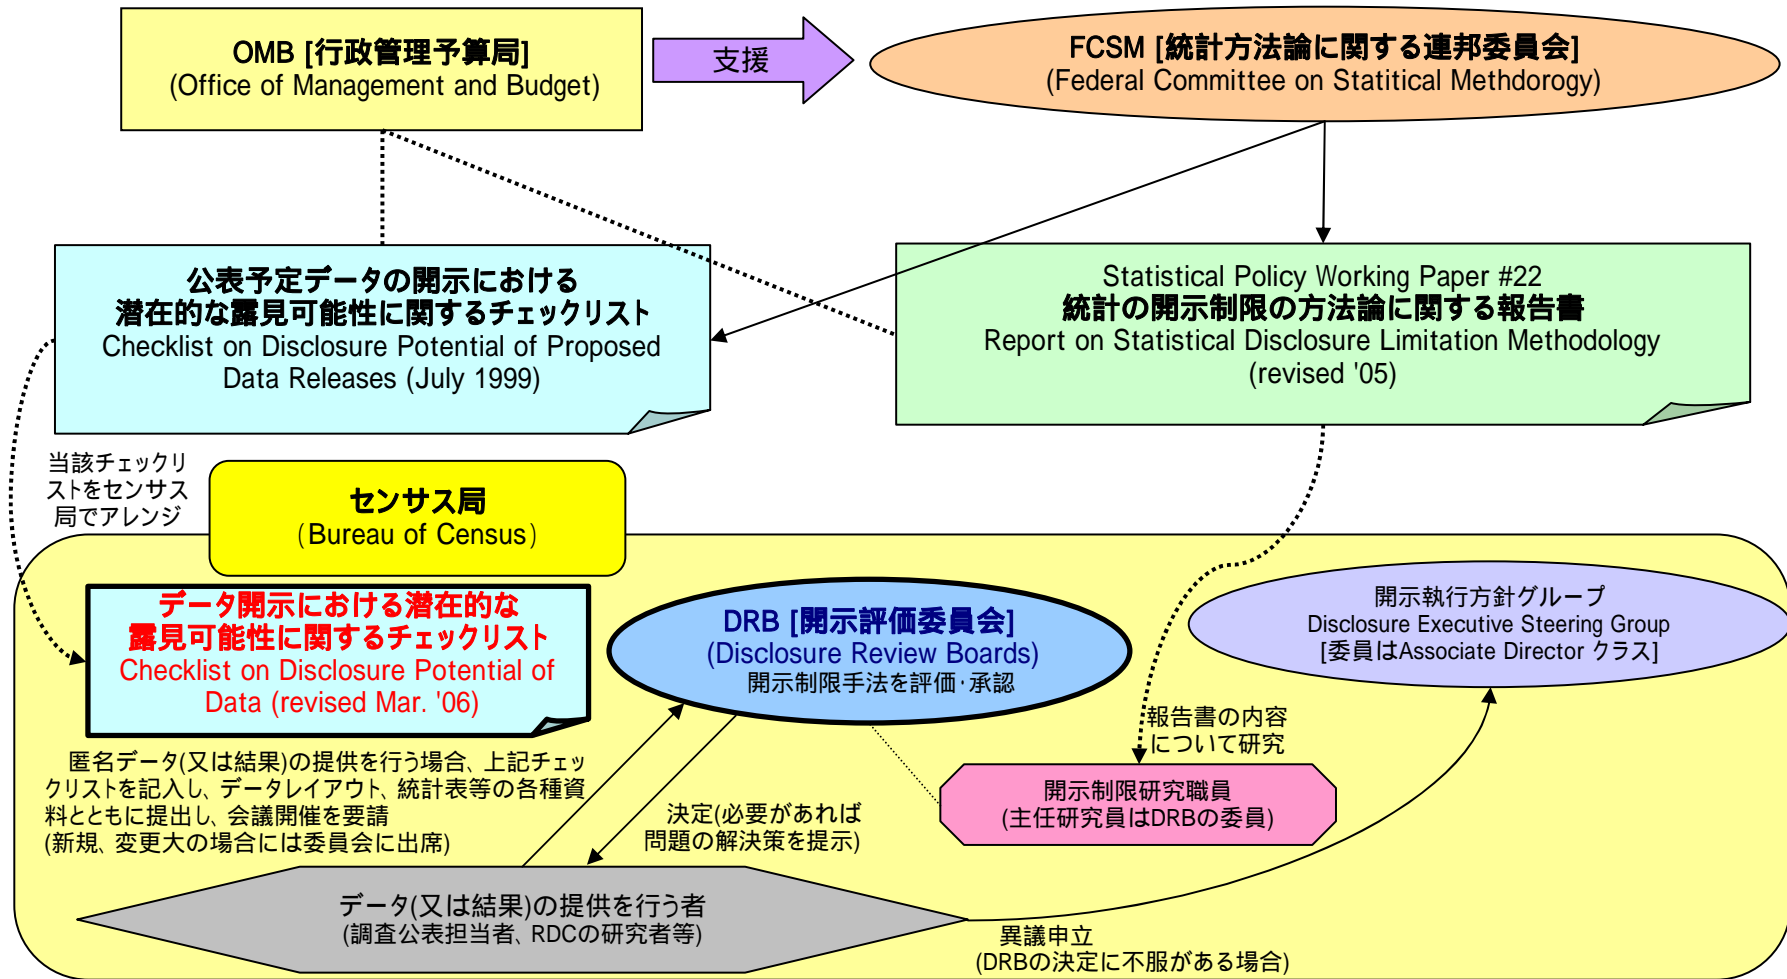 OMB [行政管理予算局]
(Office of Management and Budget)
支援
FCSM [統計方法論に関する連邦委員会]
(Federal Committee on Statitical Methdorogy)
公表予定データの開示における
潜在的な露見可能性に関するチェックリスト
Checklist on Disclosure Potential of Proposed
Data Releases (July 1999)
Statistical Policy Working Paper #22
統計の開示制限の方法論に関する報告書
Report on Statistical Disclosure Limitation Methodology
(revised '05)
当該チェックリ
ストをセンサス
局でアレンジ
センサス局
(Bureau of Census)
データ開示における潜在的な
露見可能性に関するチェックリスト
Checklist on Disclosure Potential of
Data (revised Mar. '06)
DRB [開示評価委員会]
(Disclosure Review Boards)
開示制限手法を評価・承認
開示執行方針グループ
Disclosure Executive Steering Group
[委員はAssociate Director クラス]
報告書の内容
について研究
匿名データ(又は結果)の提供を行う場合、上記チェッ
クリストを記入し、データレイアウト、統計表等の各種資
料とともに提出し、会議開催を要請
(新規、変更大の場合には委員会に出席)
決定(必要があれば
問題の解決策を提示)
開示制限研究職員
(主任研究員はDRBの委員)
データ(又は結果)の提供を行う者
(調査公表担当者、RDCの研究者等)
異議申立
(DRBの決定に不服がある場合)